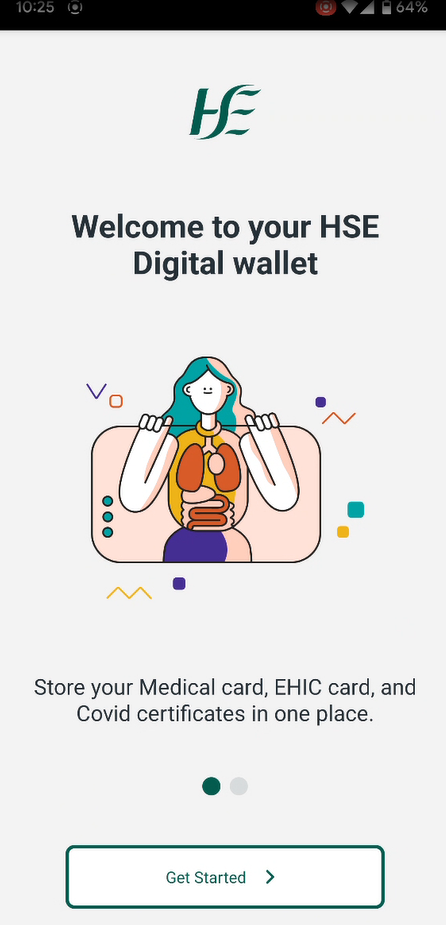 10:25
64%
HSE
Welcome to your HSE
Digital wallet
Store your Medical card, EHIC card, and
Covid certificates in one place.
Get Started